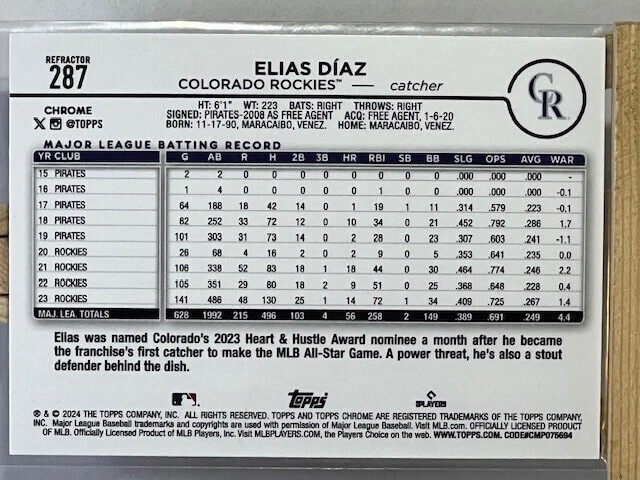 REFRACTOR
287
ELIAS DÍAZ
COLORADO ROCKIES™ — catcher
CR
CHROME
X @TOPPS
HT: 6'1" WT: 223 BATS: RIGHT THROWS: RIGHT
SIGNED: PIRATES-2008 AS FREE AGENT ACQ: FREE AGENT, 1-6-20
BORN: 11-17-90, MARACAIBO, VENEZ. HOME: MARACAIBO, VENEZ.
MAJOR LEAGUE BATTING RECORD
YR CLUB G AB R H 2B 3B HR RBI SB BB SLG OPS AVG WAR
15 PIRATES 2 2 0 0 0 0 0 0 0 0 .000 .000 .000 -
16 PIRATES 1 4 0 0 0 0 0 1 0 0 .000 .000 .000 -0.1
17 PIRATES 64 188 18 42 14 0 1 19 1 11 .314 .579 .223 -0.1
18 PIRATES 82 252 33 72 12 0 10 34 0 21 .452 .792 .286 1.7
19 PIRATES 101 303 31 73 14 0 2 28 0 23 .307 .603 .241 -1.1
20 ROCKIES 26 68 4 16 2 0 2 9 0 5 .353 .641 .235 0.0
21 ROCKIES 106 338 52 83 18 1 18 44 0 30 .464 .774 .246 2.2
22 ROCKIES 105 351 29 80 18 2 9 51 0 25 .368 .648 .228 0.4
23 ROCKIES 141 486 48 130 25 1 14 72 1 34 .409 .725 .267 1.4
MAJ. LEA. TOTALS 628 1992 215 496 103 4 56 258 2 149 .389 .691 .249 4.4
Elias was named Colorado's 2023 Heart & Hustle Award nominee a month after he became
the franchise's first catcher to make the MLB All-Star Game. A power threat, he's also a stout
defender behind the dish.
topps
PLAYERS
® & © 2024 THE TOPPS COMPANY, INC. ALL RIGHTS RESERVED. TOPPS AND TOPPS CHROME ARE REGISTERED TRADEMARKS OF THE TOPPS COMPANY,
INC. Major League Baseball trademarks and copyrights are used with permission of Major League Baseball. Visit MLB.com. OFFICIALLY LICENSED PRODUCT
OF MLB. Officially Licensed Product of MLB Players, Inc. Visit MLBPLAYERS.COM, the Players Choice on the web. WWW.TOPPS.COM. CODE#CMP075694